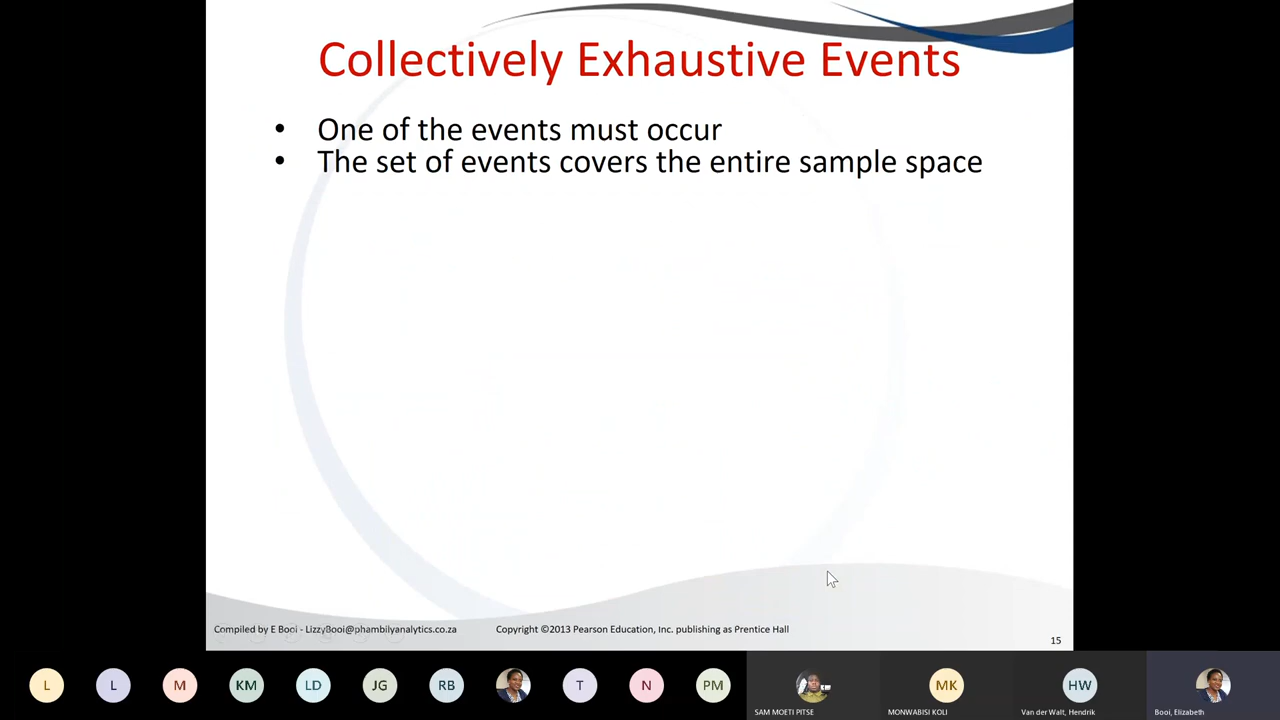 Collectively Exhaustive Events
• One of the events must occur
• The set of events covers the entire sample space
Compiled by E Booi - LizzyBooi@phambilyanalytics.co.za
Copyright ©2013 Pearson Education, Inc. publishing as Prentice Hall
15
L L M KM LD JG RB T N PM MK HW
SAM MOETI PITSE MONWABISI KOLI Van der Walt, Hendrik Booi, Elizabeth